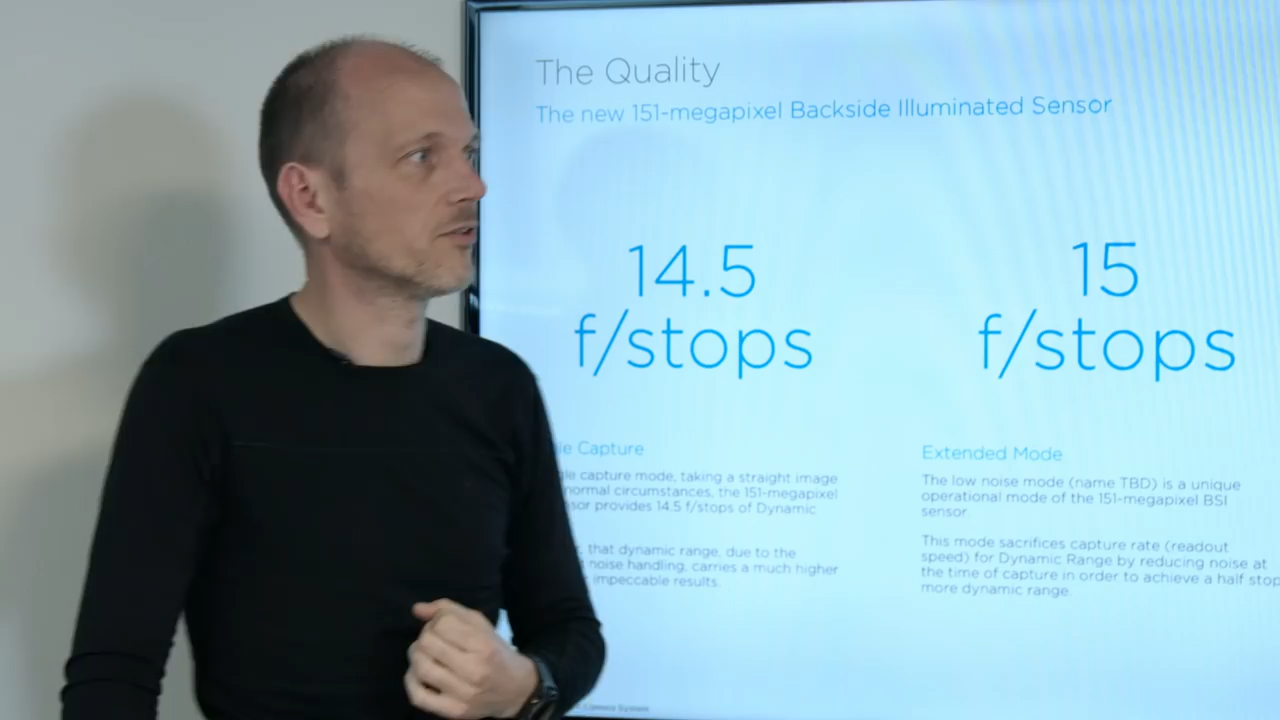 The Quality
The new 151-megapixel Backside Illuminated Sensor
14.5
f/stops
15
f/stops
Capture
capture mode, taking a straight image
normal circumstances, the 151-megapixel
provides 14.5 f/stops of Dynamic
that dynamic range, due to the
noise handling, carries a much higher
impeccable results.
Extended Mode
The low noise mode (name TBD) is a unique
operational mode of the 151-megapixel BSI
sensor.
This mode sacrifices capture rate (readout
speed) for Dynamic Range by reducing noise at
the time of capture in order to achieve a half stop
more dynamic range.
Camera System